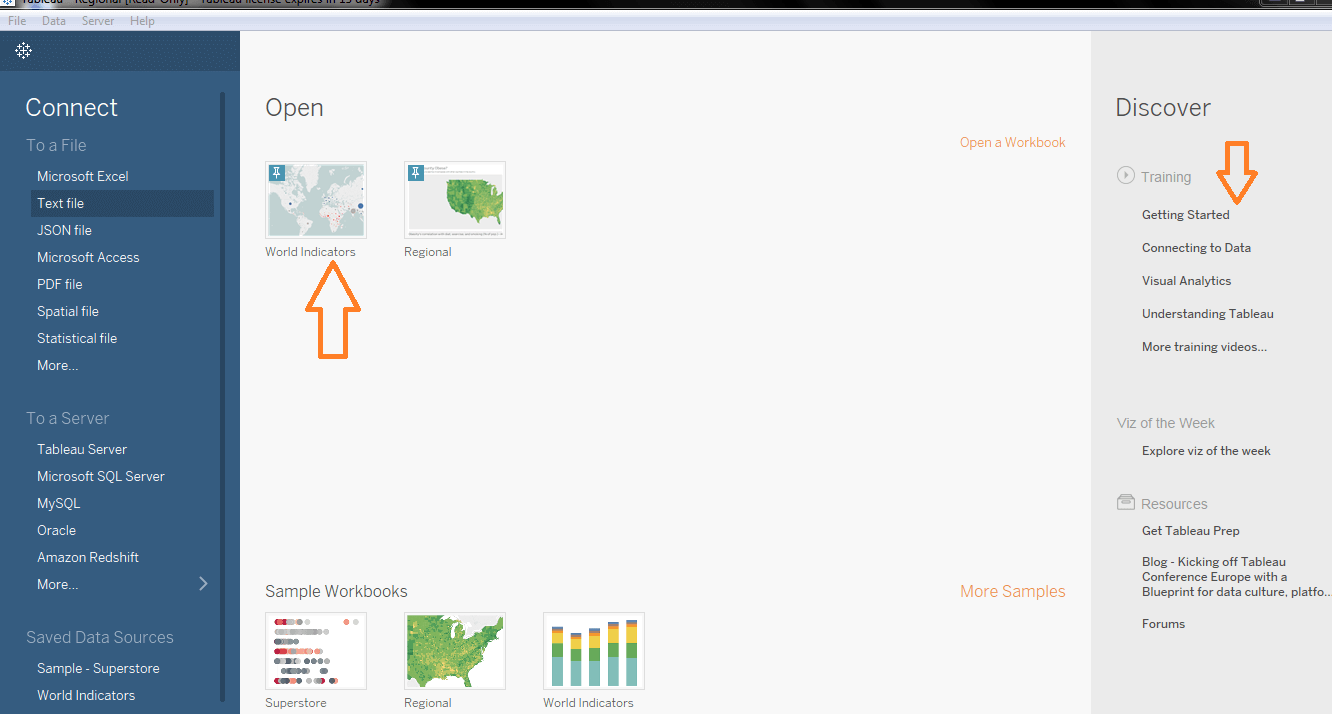 Tableau - Regional [Read-Only] - Tableau license expires in 13 days
File Data Server Help
Connect
To a File
Microsoft Excel
Text file
JSON file
Microsoft Access
PDF file
Spatial file
Statistical file
More...
To a Server
Tableau Server
Microsoft SQL Server
MySQL
Oracle
Amazon Redshift
More...
Saved Data Sources
Sample - Superstore
World Indicators
Open
Open a Workbook
World Indicators
Regional
Sample Workbooks
More Samples
Superstore
Regional
World Indicators
Discover
Training
Getting Started
Connecting to Data
Visual Analytics
Understanding Tableau
More training videos...
Viz of the Week
Explore viz of the week
Resources
Get Tableau Prep
Blog - Kicking off Tableau
Conference Europe with a
Blueprint for data culture, platfo...
Forums